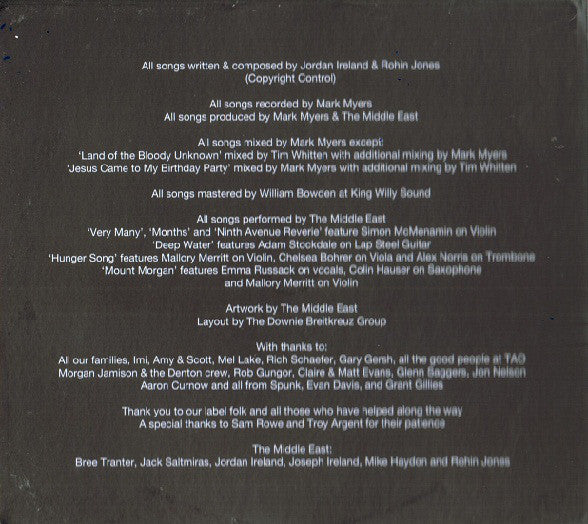 All songs written & composed by Jordan Ireland & Rohin Jones
(Copyright Control)
All songs recorded by Mark Myers
All songs produced by Mark Myers & The Middle East
All songs mixed by Mark Myers except:
'Land of the Bloody Unknown' mixed by Tim Whitten with additional mixing by Mark Myers
'Jesus Came to My Birthday Party' mixed by Mark Myers with additional mixing by Tim Whitten
All songs mastered by William Bowden at King Willy Sound
All songs performed by The Middle East
'Very Many', 'Months' and 'Ninth Avenue Reverie' feature Simon McMenamin on Violin
'Deep Water' features Adam Stockdale on Lap Steel Guitar
'Hunger Song' features Mallory Merritt on Violin, Chelsea Bohrer on Viola and Alex Norris on Trombone
'Mount Morgan' features Emma Russack on vocals, Colin Hauser on Saxophone
and Mallory Merritt on Violin
Artwork by The Middle East
Layout by The Downie Breitkreuz Group
With thanks to:
All our families, Imi, Amy & Scott, Mel Lake, Rich Schaefer, Gary Gersh, all the good people at TAO
Morgan Jamison & the Denton crew, Rob Gungor, Claire & Matt Evans, Glenn Baggers, Jon Nelson
Aaron Curnow and all from Spunk, Evan Davis, and Grant Gillies
Thank you to our label folk and all those who have helped along the way
A special thanks to Sam Rowe and Troy Argent for their patience
The Middle East:
Bree Tranter, Jack Saltmiras, Jordan Ireland, Joseph Ireland, Mike Haydon and Rohin Jones